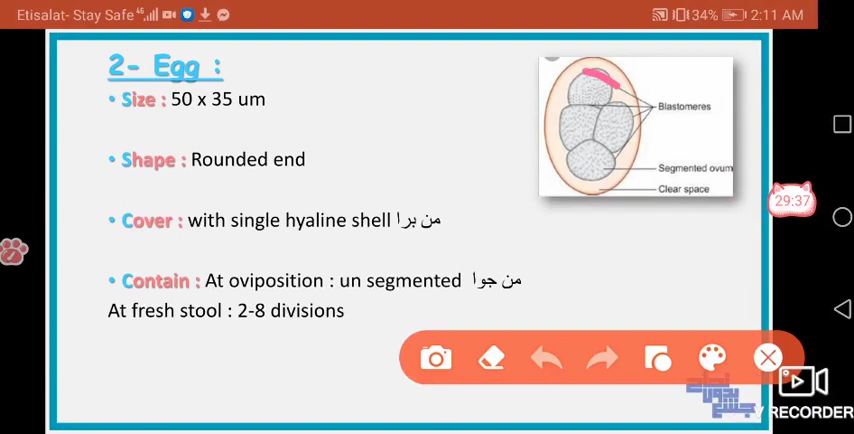 Etisalat- Stay Safe 4G 34% 2:11 AM
2- Egg :
• Size : 50 x 35 um
• Shape : Rounded end
• Cover : with single hyaline shell من برا
• Contain : At oviposition : un segmented من جوا
At fresh stool : 2-8 divisions
Blastomeres
Segmented ovum
Clear space
29:37
V RECORDER